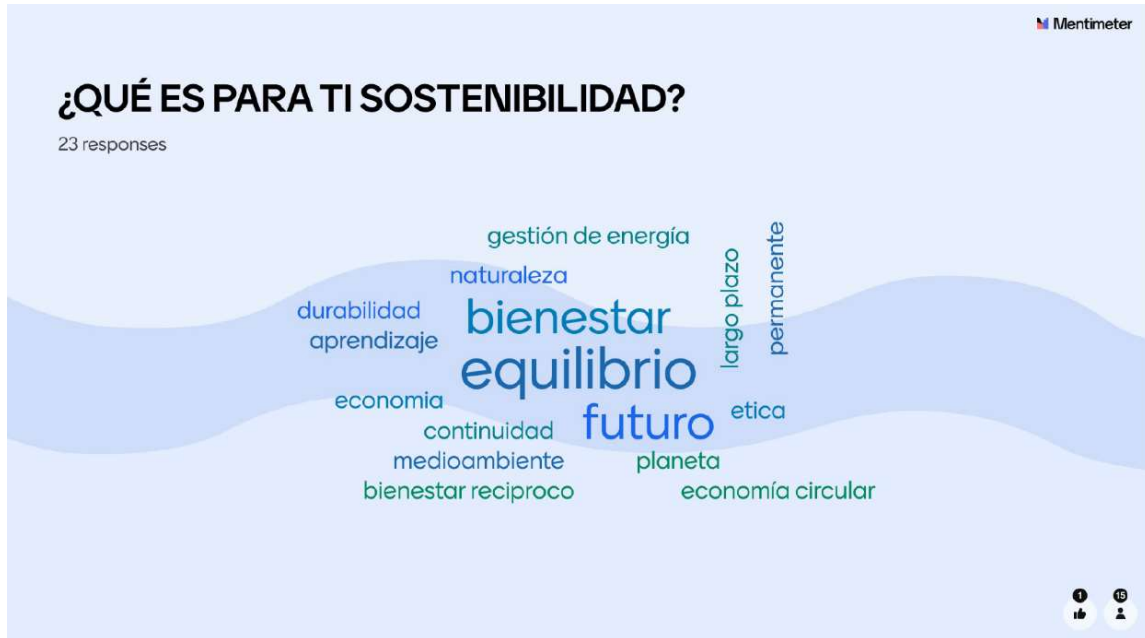 Mentimeter
¿QUÉ ES PARA TI SOSTENIBILIDAD?
23 responses
gestión de energía
naturaleza
durabilidad
aprendizaje
bienestar
equilibrio
futuro
largo plazo
permanente
economia
etica
continuidad
medioambiente
planeta
bienestar reciproco
economía circular
1
15